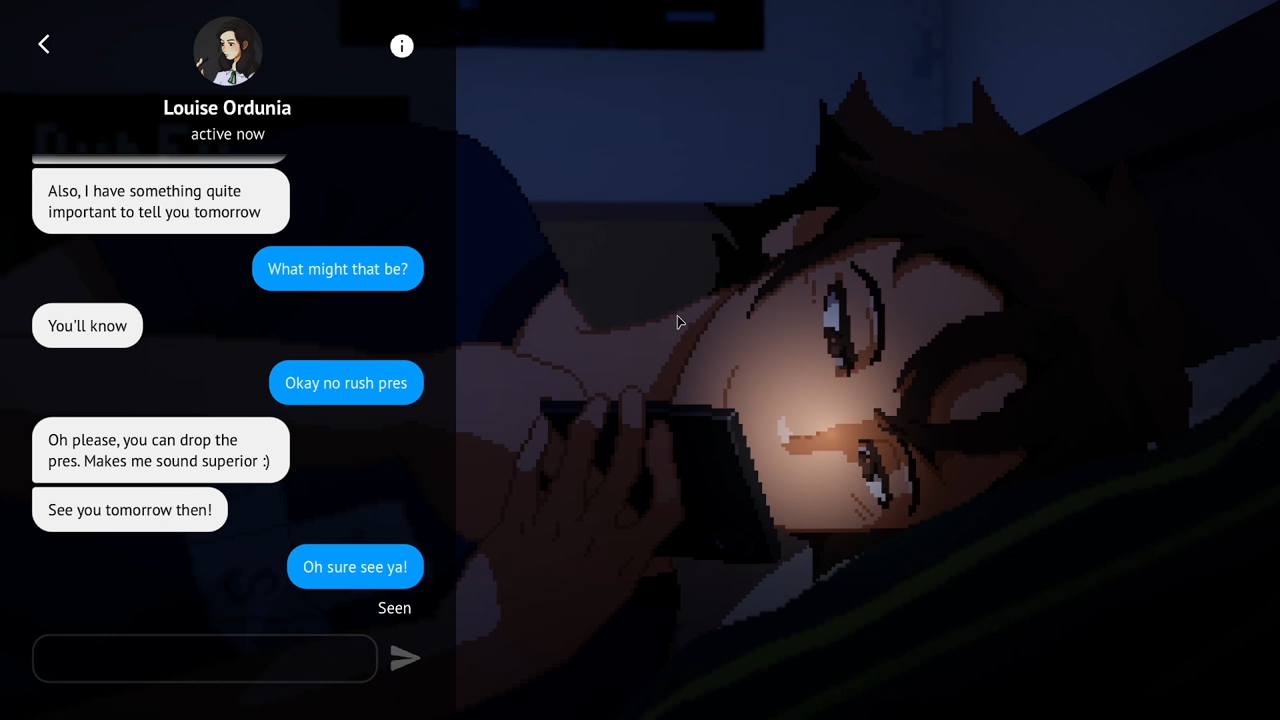 Louise Ordunia
active now
Also, I have something quite
important to tell you tomorrow
What might that be?
You'll know
Okay no rush pres
Oh please, you can drop the
pres. Makes me sound superior :)
See you tomorrow then!
Oh sure see ya!
Seen